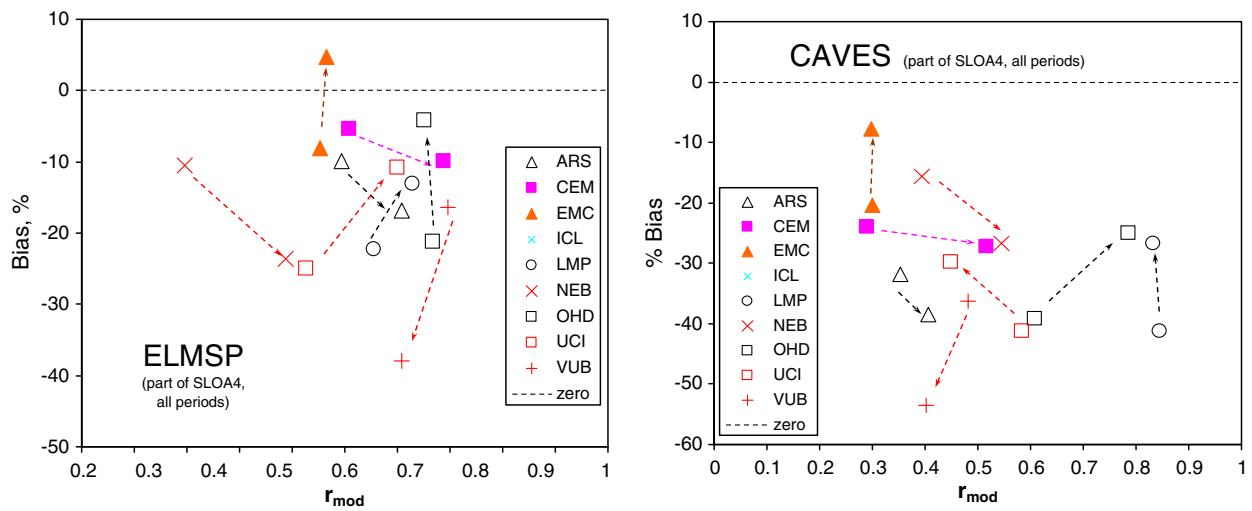 10
0
-10
-20
-30
-40
-50
Bias, %
0.2 0.3 0.4 0.5 0.6 0.7 0.8 0.9 1
r_mod
ELMSP
(part of SLOA4,
all periods)
ARS
CEM
EMC
ICL
LMP
NEB
OHD
UCI
VUB
zero
10
0
-10
-20
-30
-40
-50
-60
% Bias
0 0.1 0.2 0.3 0.4 0.5 0.6 0.7 0.8 0.9 1
r_mod
CAVES (part of SLOA4, all periods)
ARS
CEM
EMC
ICL
LMP
NEB
OHD
UCI
VUB
zero